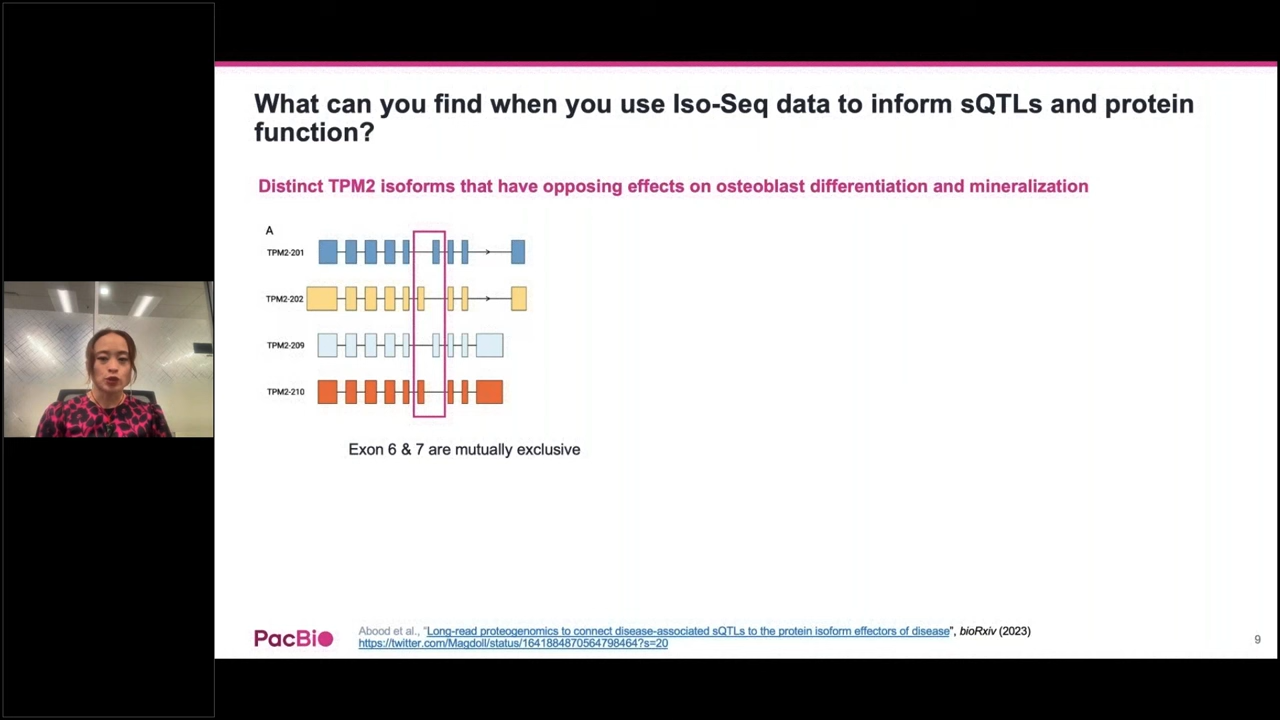 What can you find when you use Iso-Seq data to inform sQTLs and protein
function?
Distinct TPM2 isoforms that have opposing effects on osteoblast differentiation and mineralization
A
TPM2-201
TPM2-202
TPM2-209
TPM2-210
Exon 6 & 7 are mutually exclusive
PacBio
Abood et al., "Long-read proteogenomics to connect disease-associated sQTLs to the protein isoform effectors of disease", bioRxiv (2023)
https://twitter.com/Magdoll/status/1641884870564798464?s=20
9